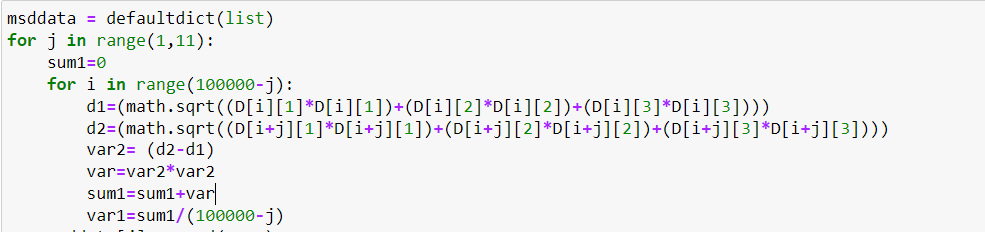 msddata = defaultdict(list)
for j in range(1,11):
    sum1=0
    for i in range(100000-j):
        d1=(math.sqrt((D[i][1]*D[i][1])+(D[i][2]*D[i][2])+(D[i][3]*D[i][3])))
        d2=(math.sqrt((D[i+j][1]*D[i+j][1])+(D[i+j][2]*D[i+j][2])+(D[i+j][3]*D[i+j][3])))
        var2= (d2-d1)
        var=var2*var2
        sum1=sum1+var
        var1=sum1/(100000-j)